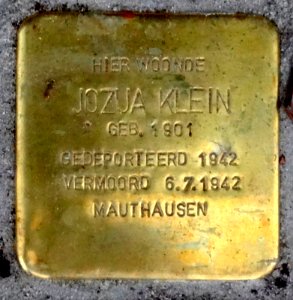 HIER WOONDE
JOZUA KLEIN
GEB. 1901
GEDEPORTEERD 1942
VERMOORD 6.7.1942
MAUTHAUSEN